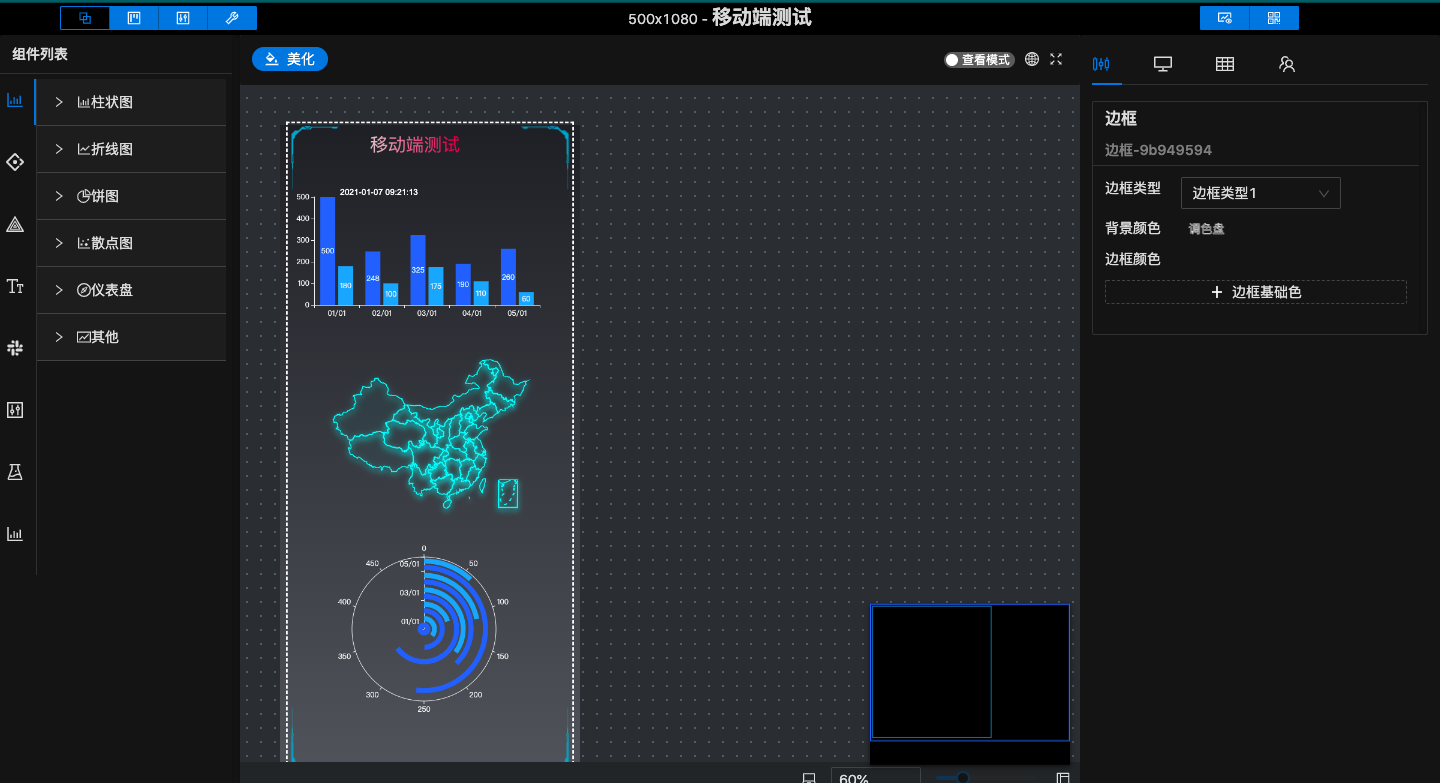 500x1080 - 移动端测试
组件列表
柱状图
折线图
饼图
散点图
仪表盘
其他
美化
查看模式
移动端测试
2021-01-07 09:21:13
500
400
300
200
100
0
500
180
248
100
325
175
190
110
260
60
01/01
02/01
03/01
04/01
05/01
0
50
100
150
200
250
300
350
400
450
05/01
03/01
01/01
60%
边框
边框-9b949594
边框类型
边框类型1
背景颜色
调色盘
边框颜色
+ 边框基础色